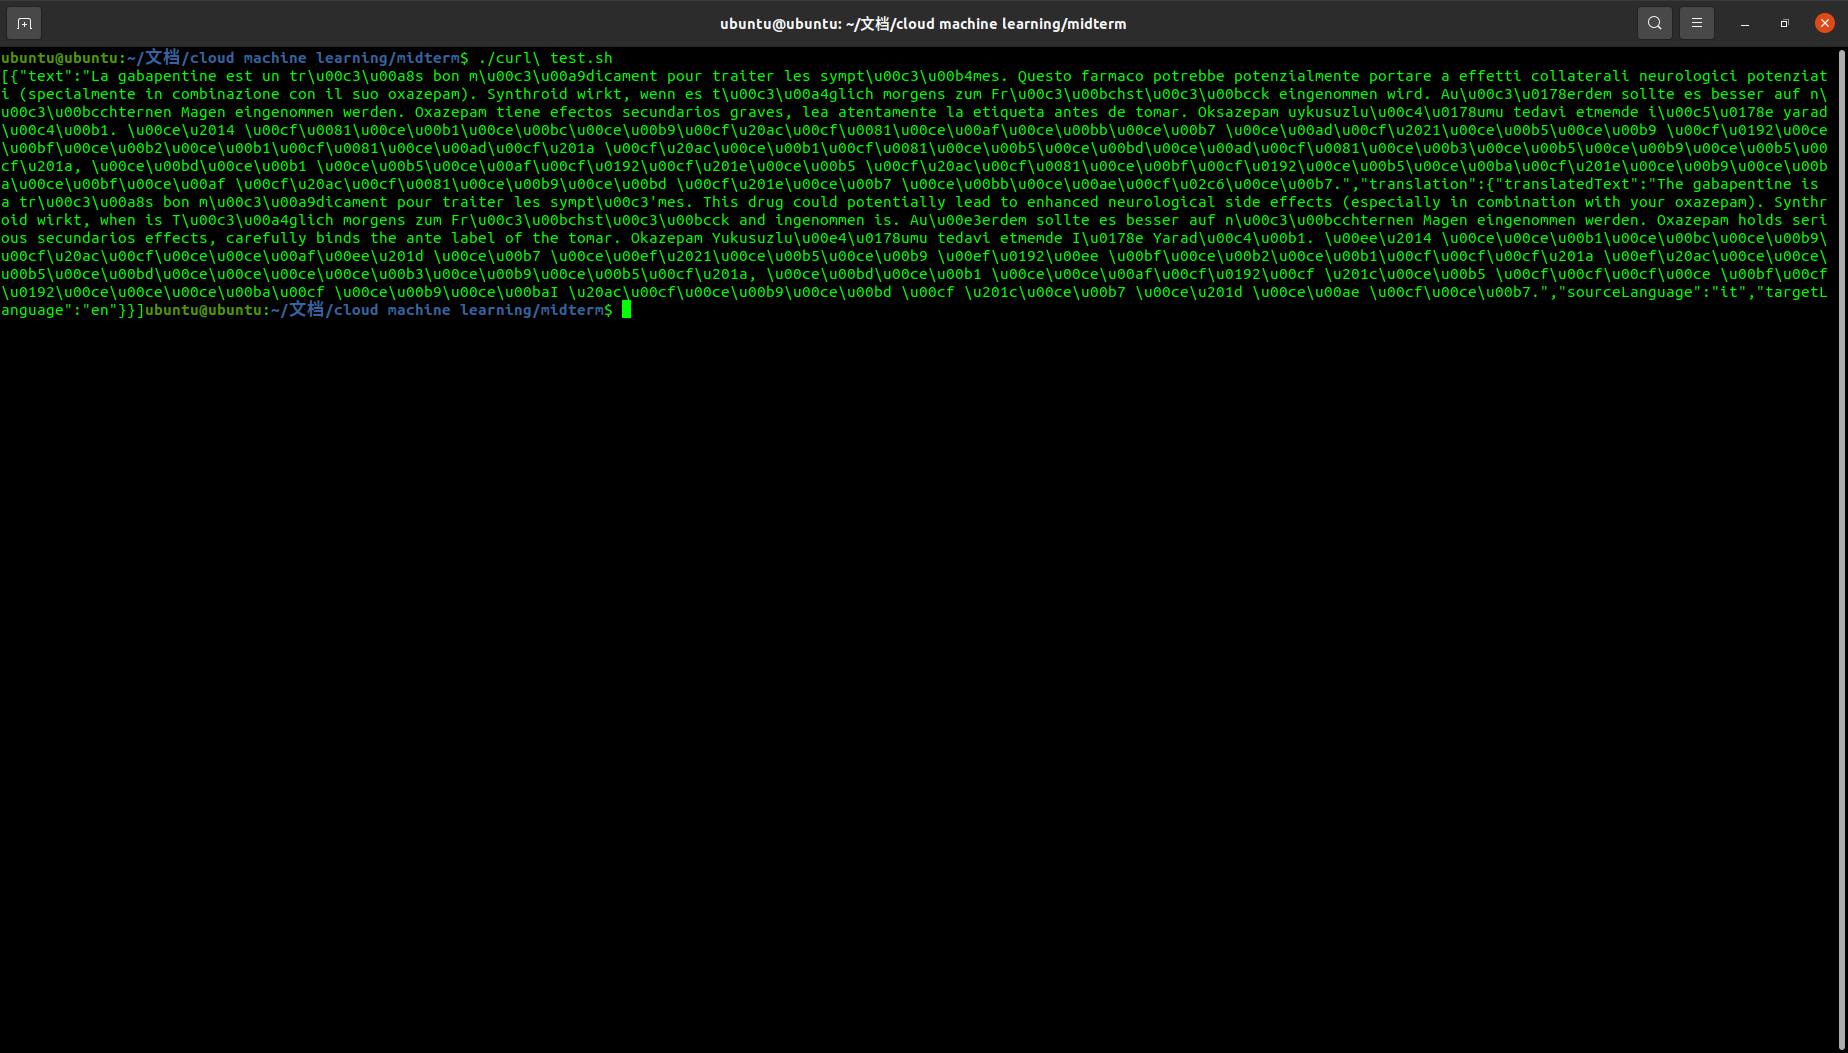 ubuntu@ubuntu: ~/文档/cloud machine learning/midterm
ubuntu@ubuntu:~/文档/cloud machine learning/midterm$ ./curl\ test.sh
[{"text":"La gabapentine est un tr\u00c3\u00a8s bon m\u00c3\u00a9dicament pour traiter les sympt\u00c3\u00b4mes. Questo farmaco potrebbe potenzialmente portare a effetti collaterali neurologici potenziat
i (specialmente in combinazione con il suo oxazepam). Synthroid wirkt, wenn es t\u00c3\u00a4glich morgens zum Fr\u00c3\u00bchst\u00c3\u00bcck eingenommen wird. Au\u00c3\u0178erdem sollte es besser auf n\
u00c3\u00bcchternen Magen eingenommen werden. Oxazepam tiene efectos secundarios graves, lea atentamente la etiqueta antes de tomar. Oksazepam uykusuzlu\u00c4\u0178umu tedavi etmemde i\u00c5\u0178e yarad
\u00c4\u00b1. \u00ce\u2014 \u00cf\u0081\u00ce\u00b1\u00ce\u00bc\u00ce\u00b9\u00cf\u20ac\u00cf\u0081\u00ce\u00af\u00ce\u00bb\u00ce\u00b7 \u00ce\u00ad\u00cf\u2021\u00ce\u00b5\u00ce\u00b9 \u00cf\u0192\u00ce
\u00bf\u00ce\u00b2\u00ce\u00b1\u00cf\u0081\u00ce\u00ad\u00cf\u201a \u00cf\u20ac\u00ce\u00b1\u00cf\u0081\u00ce\u00b5\u00ce\u00bd\u00ce\u00ad\u00cf\u0081\u00ce\u00b3\u00ce\u00b5\u00ce\u00b9\u00ce\u00b5\u00
cf\u201a, \u00ce\u00bd\u00ce\u00b1 \u00ce\u00b5\u00ce\u00af\u00cf\u0192\u00cf\u201e\u00ce\u00b5 \u00cf\u20ac\u00cf\u0081\u00ce\u00bf\u00cf\u0192\u00ce\u00b5\u00ce\u00ba\u00cf\u201e\u00ce\u00b9\u00ce\u00b
a\u00ce\u00bf\u00ce\u00af \u00cf\u20ac\u00cf\u0081\u00ce\u00b9\u00ce\u00bd \u00cf\u201e\u00ce\u00b7 \u00ce\u00bb\u00ce\u00ae\u00cf\u02c6\u00ce\u00b7.","translation":{"translatedText":"The gabapentine is
a tr\u00c3\u00a8s bon m\u00c3\u00a9dicament pour traiter les sympt\u00c3'mes. This drug could potentially lead to enhanced neurological side effects (especially in combination with your oxazepam). Synthr
oid wirkt, when is T\u00c3\u00a4glich morgens zum Fr\u00c3\u00bchst\u00c3\u00bcck and ingenommen is. Au\u00e3erdem sollte es besser auf n\u00c3\u00bcchternen Magen eingenommen werden. Oxazepam holds seri
ous secundarios effects, carefully binds the ante label of the tomar. Okazepam Yukusuzlu\u00e4\u0178umu tedavi etmemde I\u0178e Yarad\u00c4\u00b1. \u00ee\u2014 \u00ce\u00ce\u00b1\u00ce\u00bc\u00ce\u00b9\
u00cf\u20ac\u00cf\u00ce\u00ce\u00af\u00ee\u201d \u00ce\u00b7 \u00ce\u00ef\u2021\u00ce\u00b5\u00ce\u00b9 \u00ef\u0192\u00ee \u00bf\u00ce\u00b2\u00ce\u00b1\u00cf\u00cf\u00cf\u201a \u00ef\u20ac\u00ce\u00ce\
u00b5\u00ce\u00bd\u00ce\u00ce\u00ce\u00ce\u00b3\u00ce\u00b9\u00ce\u00b5\u00cf\u201a, \u00ce\u00bd\u00ce\u00b1 \u00ce\u00ce\u00af\u00cf\u0192\u00cf \u201c\u00ce\u00b5 \u00cf\u00cf\u00cf\u00ce \u00bf\u00cf
\u0192\u00ce\u00ce\u00ce\u00ba\u00cf \u00ce\u00b9\u00ce\u00baI \u20ac\u00cf\u00ce\u00b9\u00ce\u00bd \u00cf \u201c\u00ce\u00b7 \u00ce\u201d \u00ce\u00ae \u00cf\u00ce\u00b7.","sourceLanguage":"it","targetL
anguage":"en"}}]ubuntu@ubuntu:~/文档/cloud machine learning/midterm$